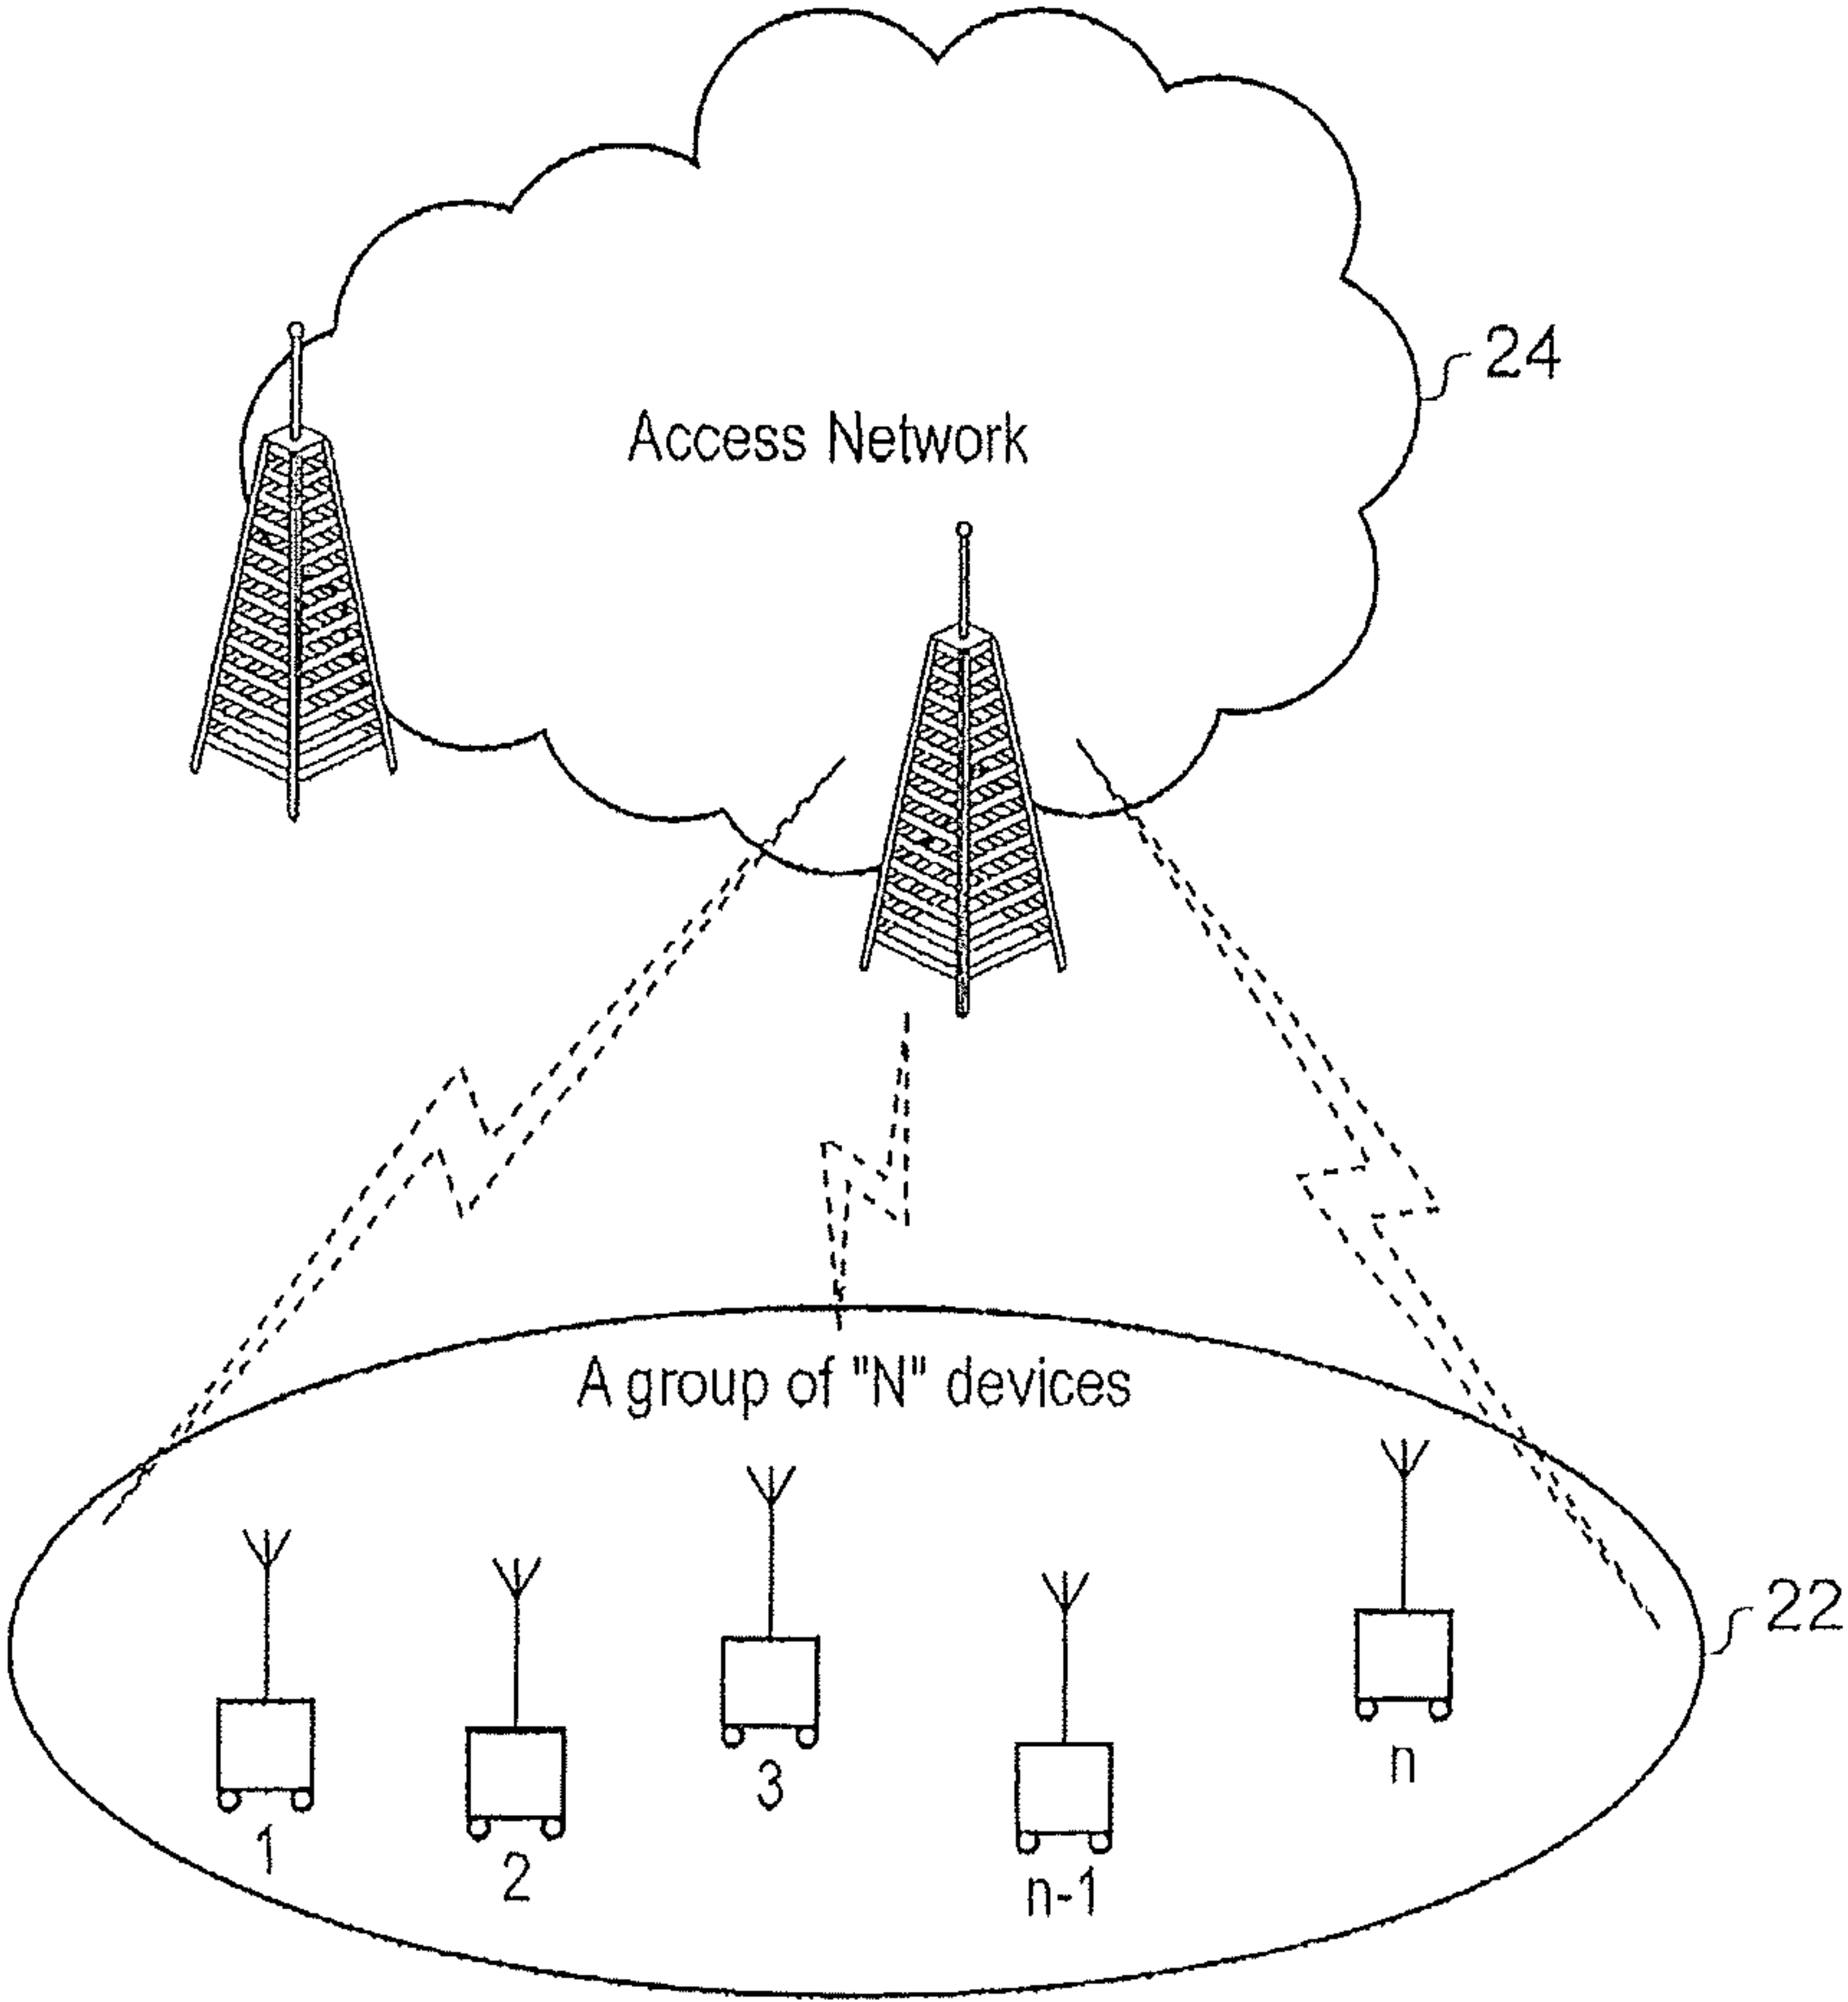 24
Access Network
A group of "N" devices
22
1
2
3
n-1
n